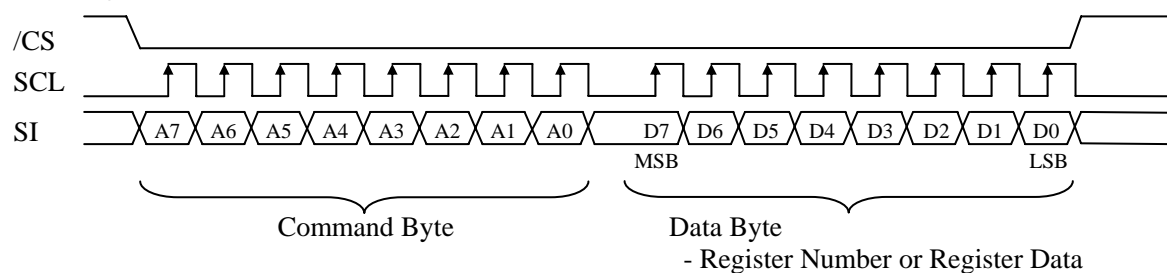 /CS
SCL
SI A7 A6 A5 A4 A3 A2 A1 A0 D7 D6 D5 D4 D3 D2 D1 D0
MSB LSB
Command Byte Data Byte
- Register Number or Register Data